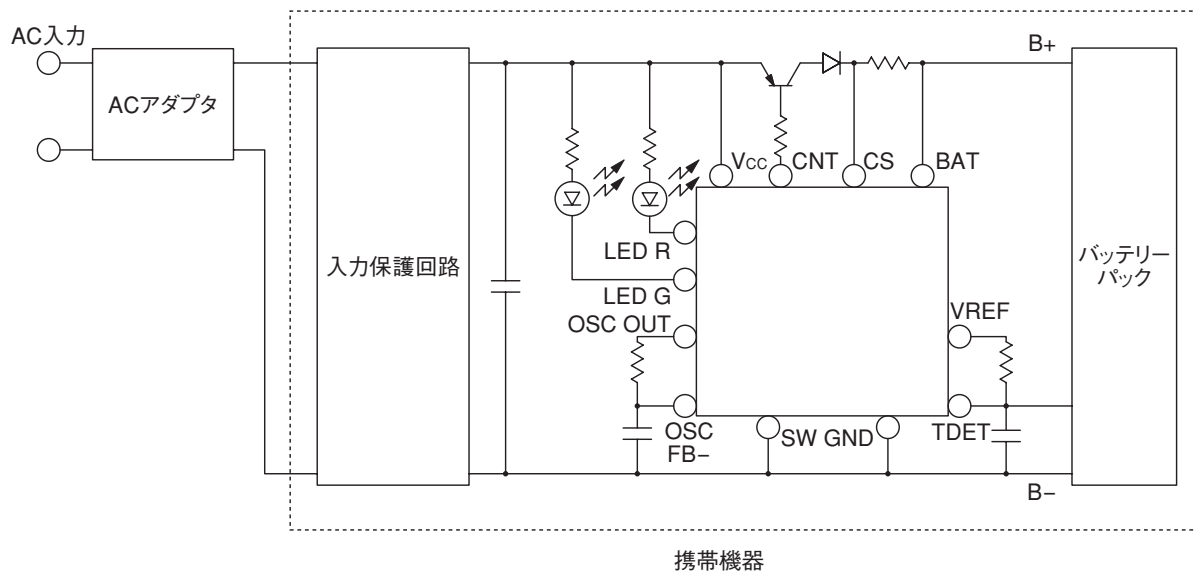 AC入力
ACアダプタ
入力保護回路
B+
VCC
CNT
CS
BAT
LED R
LED G
OSC OUT
OSC
FB−
SW GND
VREF
TDET
バッテリー
パック
B−
携帯機器